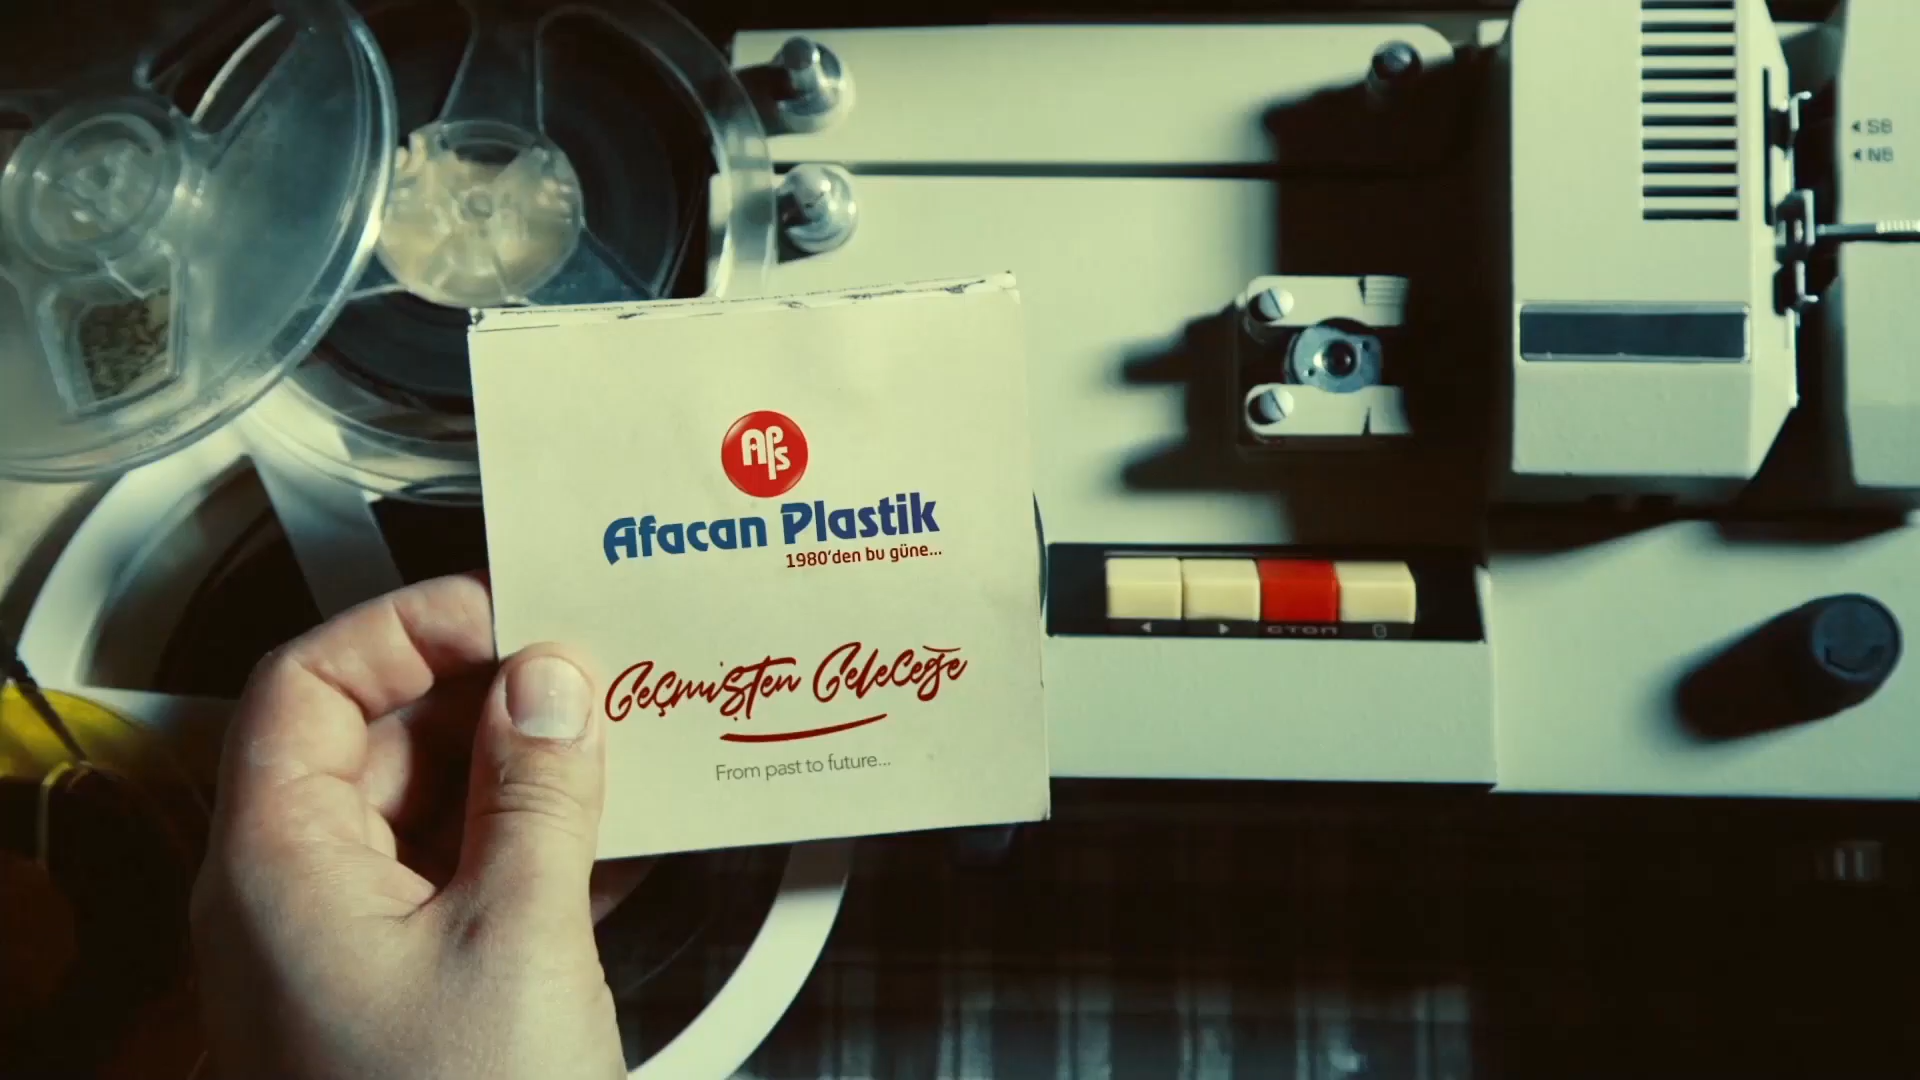 APS
Afacan Plastik
1980'den bu güne...
Geçmişten Geleceğe
From past to future...
S8
N8
стоп